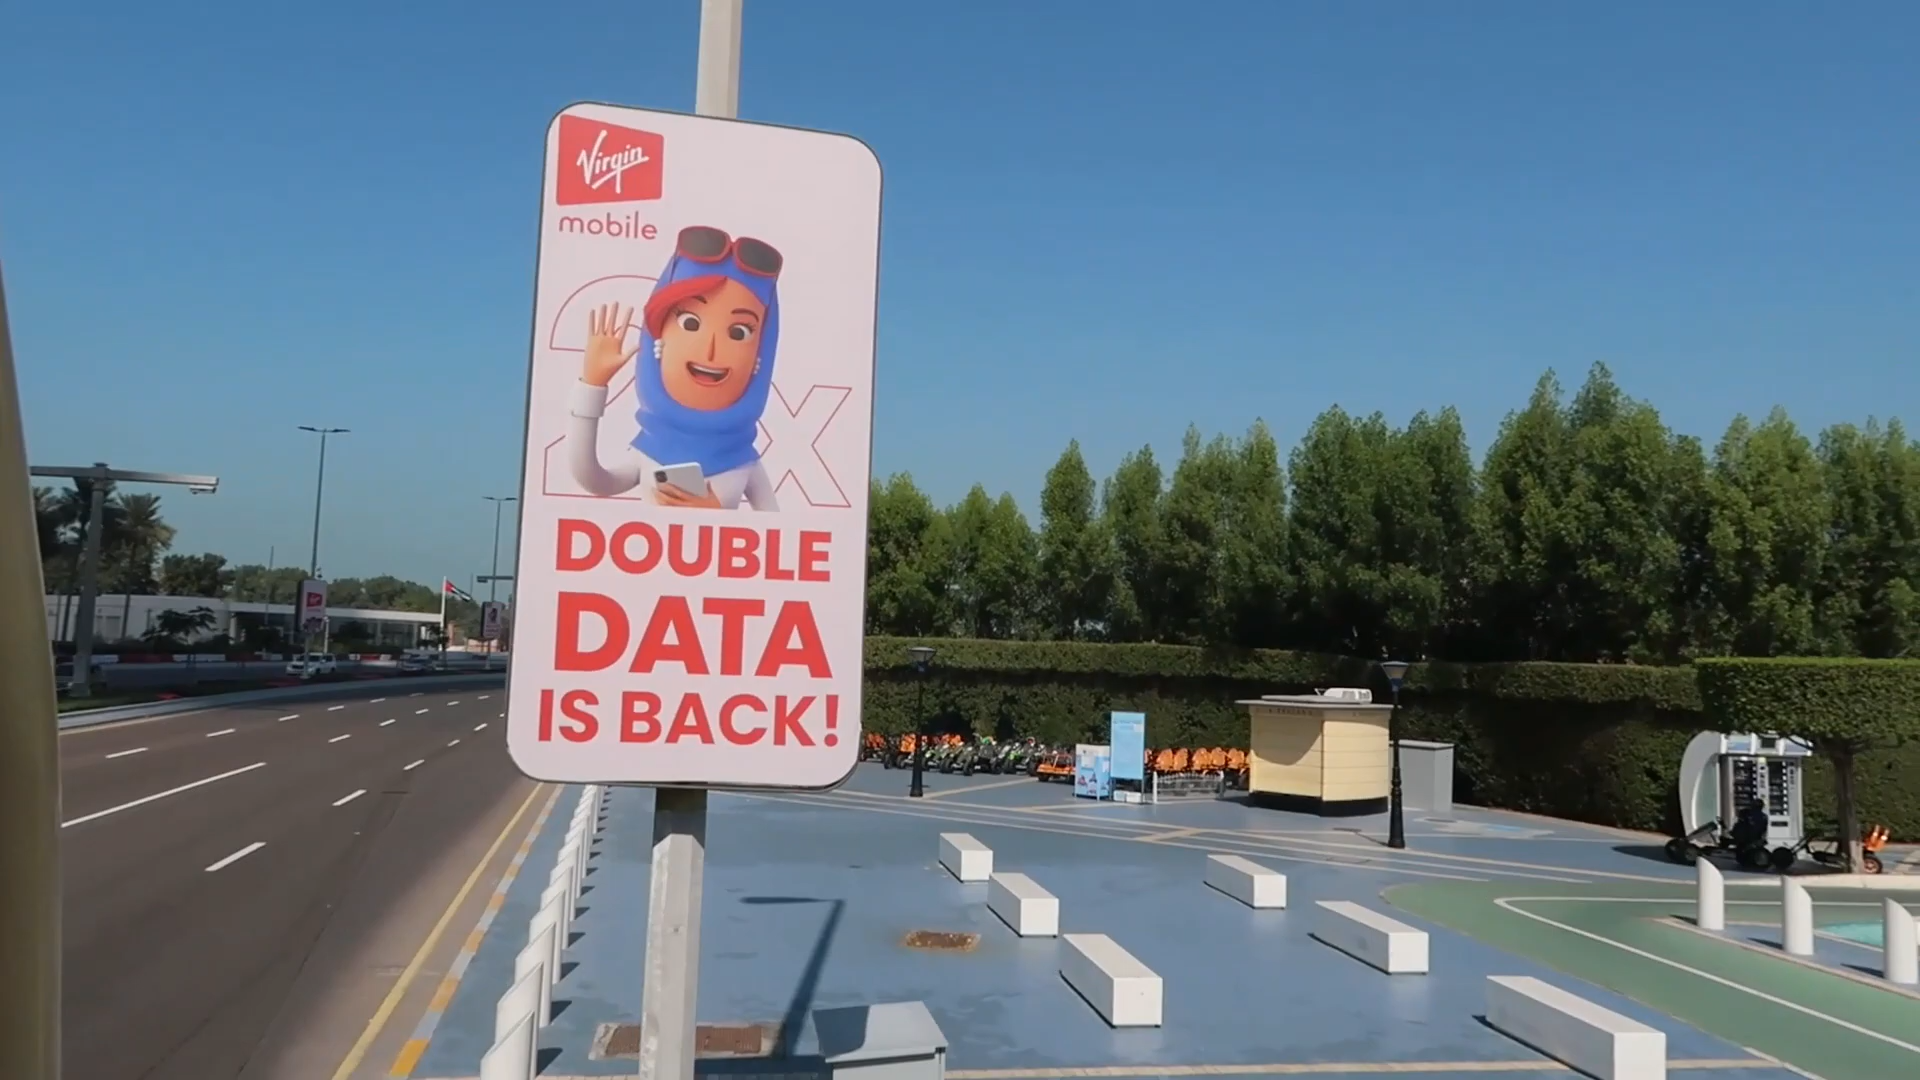 Virgin
mobile
2x
DOUBLE
DATA
IS BACK!